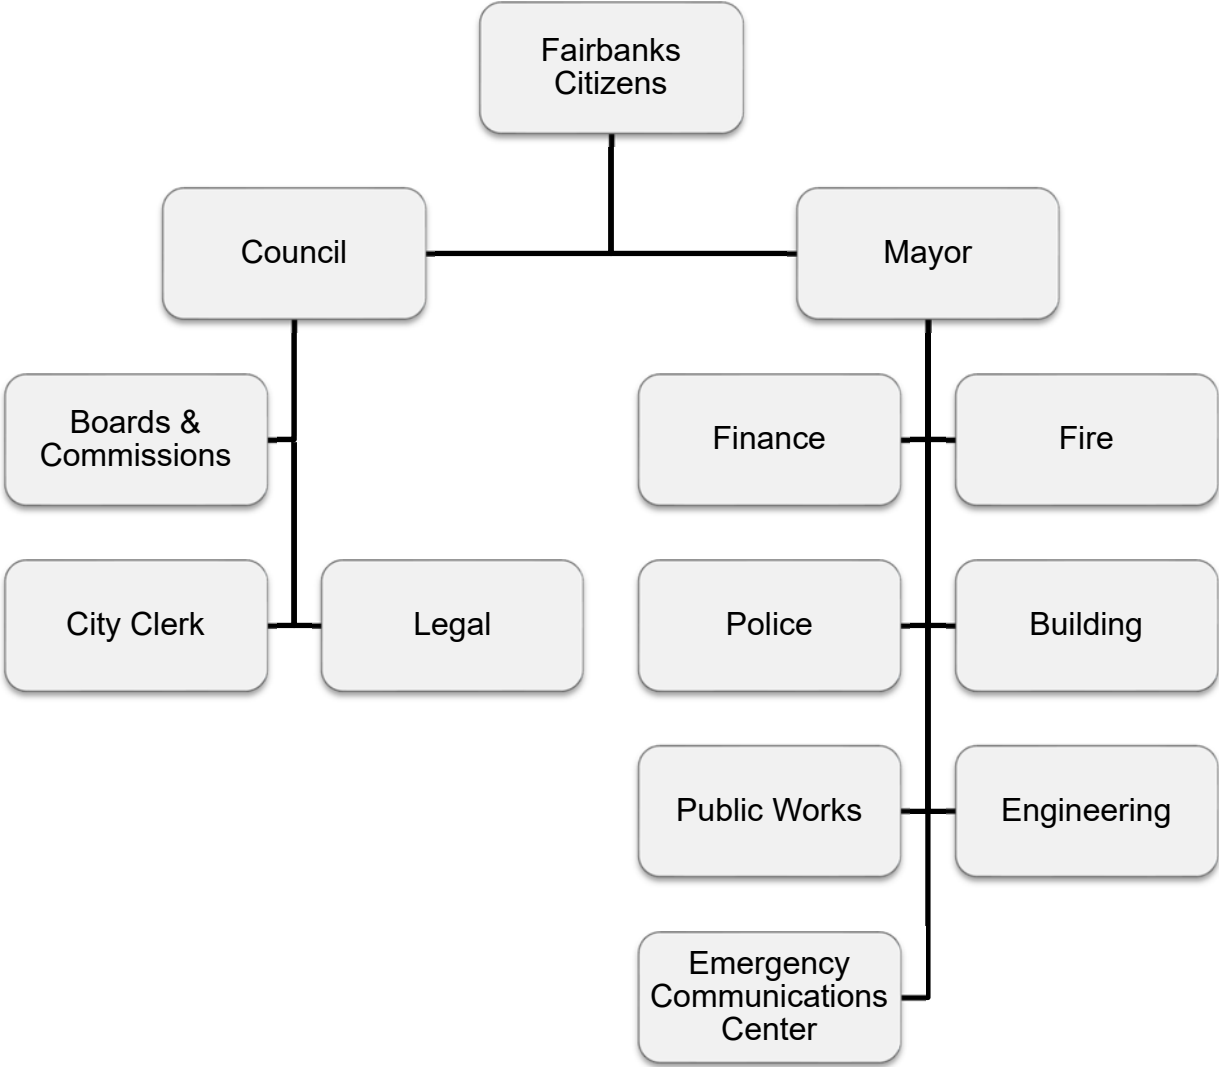 Fairbanks
Citizens
Council
Mayor
Boards &
Commissions
Finance
Fire
City Clerk
Legal
Police
Building
Public Works
Engineering
Emergency
Communications
Center